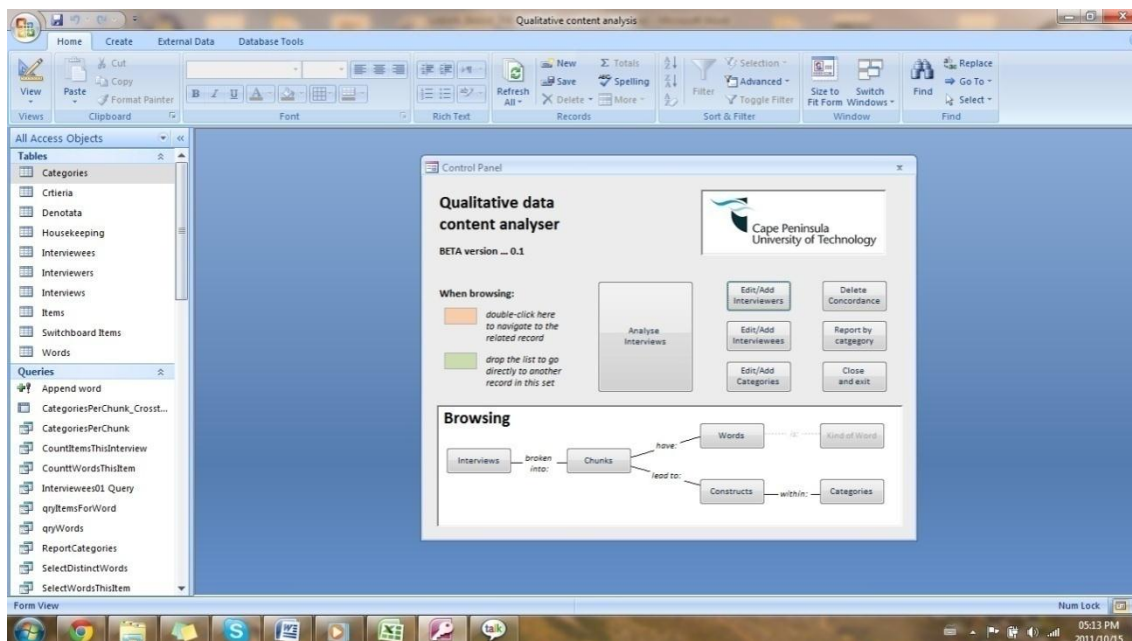 Qualitative content analysis
Home Create External Data Database Tools
View
Views
Paste
Cut
Copy
Format Painter
Clipboard
B I U
Font
Rich Text
Refresh
All
New
Save
Delete
Σ Totals
Spelling
More
Records
Filter
Selection
Advanced
Toggle Filter
Sort & Filter
Size to
Fit Form
Switch
Windows
Window
Find
Replace
Go To
Select
Find
All Access Objects
Tables
Categories
Crtieria
Denotata
Housekeeping
Interviewees
Interviewers
Interviews
Items
Switchboard Items
Words
Queries
Append word
CategoriesPerChunk_Crosst...
CategoriesPerChunk
CountItemsThisInterview
CounttWordsThisItem
Interviewees01 Query
qryItemsForWord
qryWords
ReportCategories
SelectDistinctWords
SelectWordsThisItem
Control Panel
Qualitative data
content analyser
BETA version ... 0.1
Cape Peninsula
University of Technology
When browsing:
double-click here
to navigate to the
related record
drop the list to go
directly to another
record in this set
Analyse
Interviews
Edit/Add
Interviewers
Delete
Concordance
Edit/Add
Interviewees
Report by
catgegory
Edit/Add
Categories
Close
and exit
Browsing
Interviews
broken
into:
Chunks
have:
Words
is:
Kind of Word
lead to:
Constructs
within:
Categories
Form View
Num Lock
talk
05:13 PM
2011/10/15